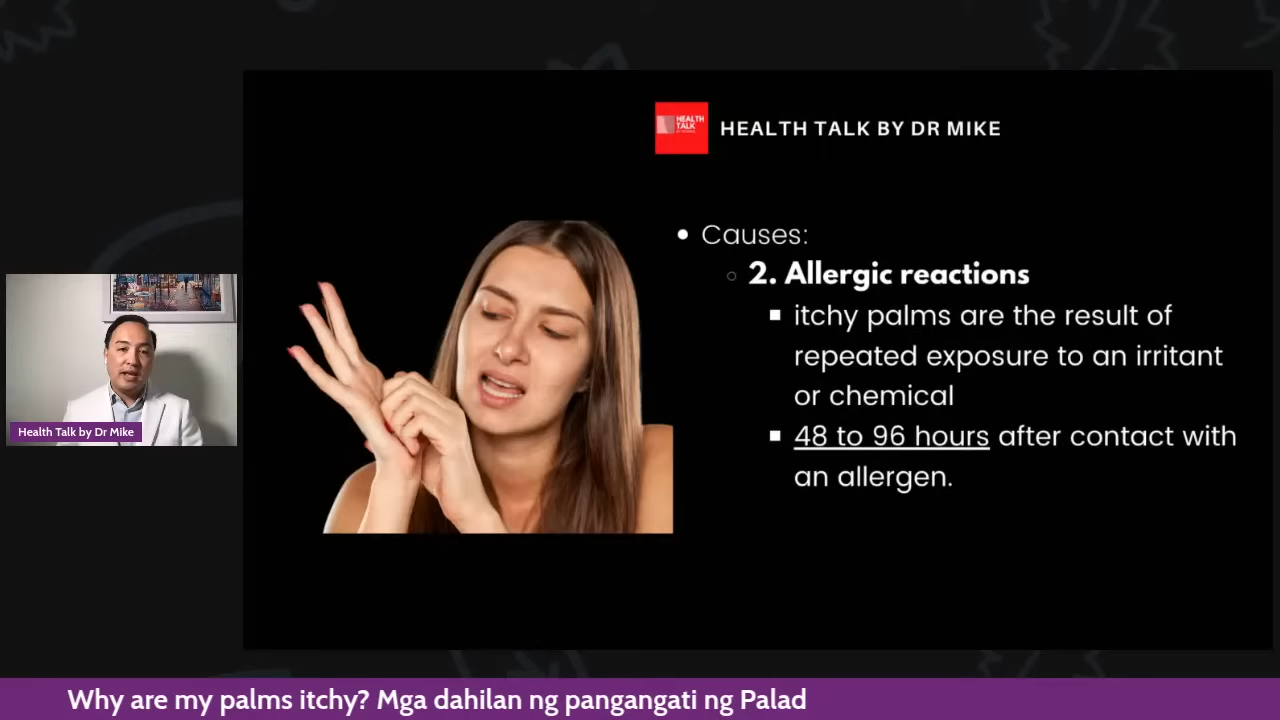 HEALTH
TALK
HEALTH TALK BY DR MIKE
Causes:
2. Allergic reactions
itchy palms are the result of
repeated exposure to an irritant
or chemical
48 to 96 hours after contact with
an allergen.
Health Talk by Dr Mike
Why are my palms itchy? Mga dahilan ng pangangati ng Palad